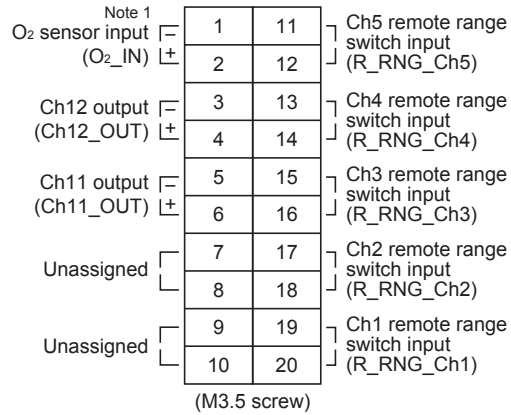 Note 1
O₂ sensor input
(O₂_IN)
−
+
1 11
2 12
Ch5 remote range
switch input
(R_RNG_Ch5)
Ch12 output
(Ch12_OUT)
−
+
3 13
4 14
Ch4 remote range
switch input
(R_RNG_Ch4)
Ch11 output
(Ch11_OUT)
−
+
5 15
6 16
Ch3 remote range
switch input
(R_RNG_Ch3)
Unassigned
7 17
8 18
Ch2 remote range
switch input
(R_RNG_Ch2)
Unassigned
9 19
10 20
Ch1 remote range
switch input
(R_RNG_Ch1)
(M3.5 screw)